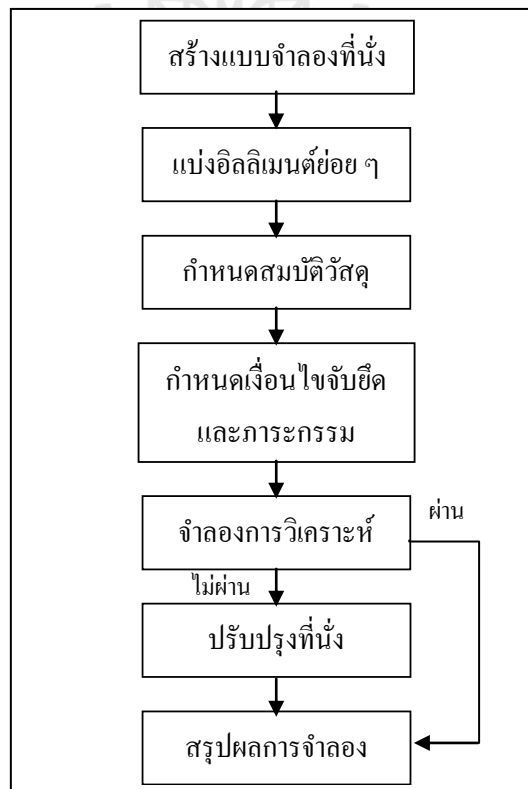 สร้างแบบจำลองที่นั่ง
แบ่งอิลลิเมนต์ย่อย ๆ
กำหนดสมบัติวัสดุ
กำหนดเงื่อนไขจับยึด
และภาระกรรม
จำลองการวิเคราะห์
ผ่าน
ไม่ผ่าน
ปรับปรุงที่นั่ง
สรุปผลการจำลอง